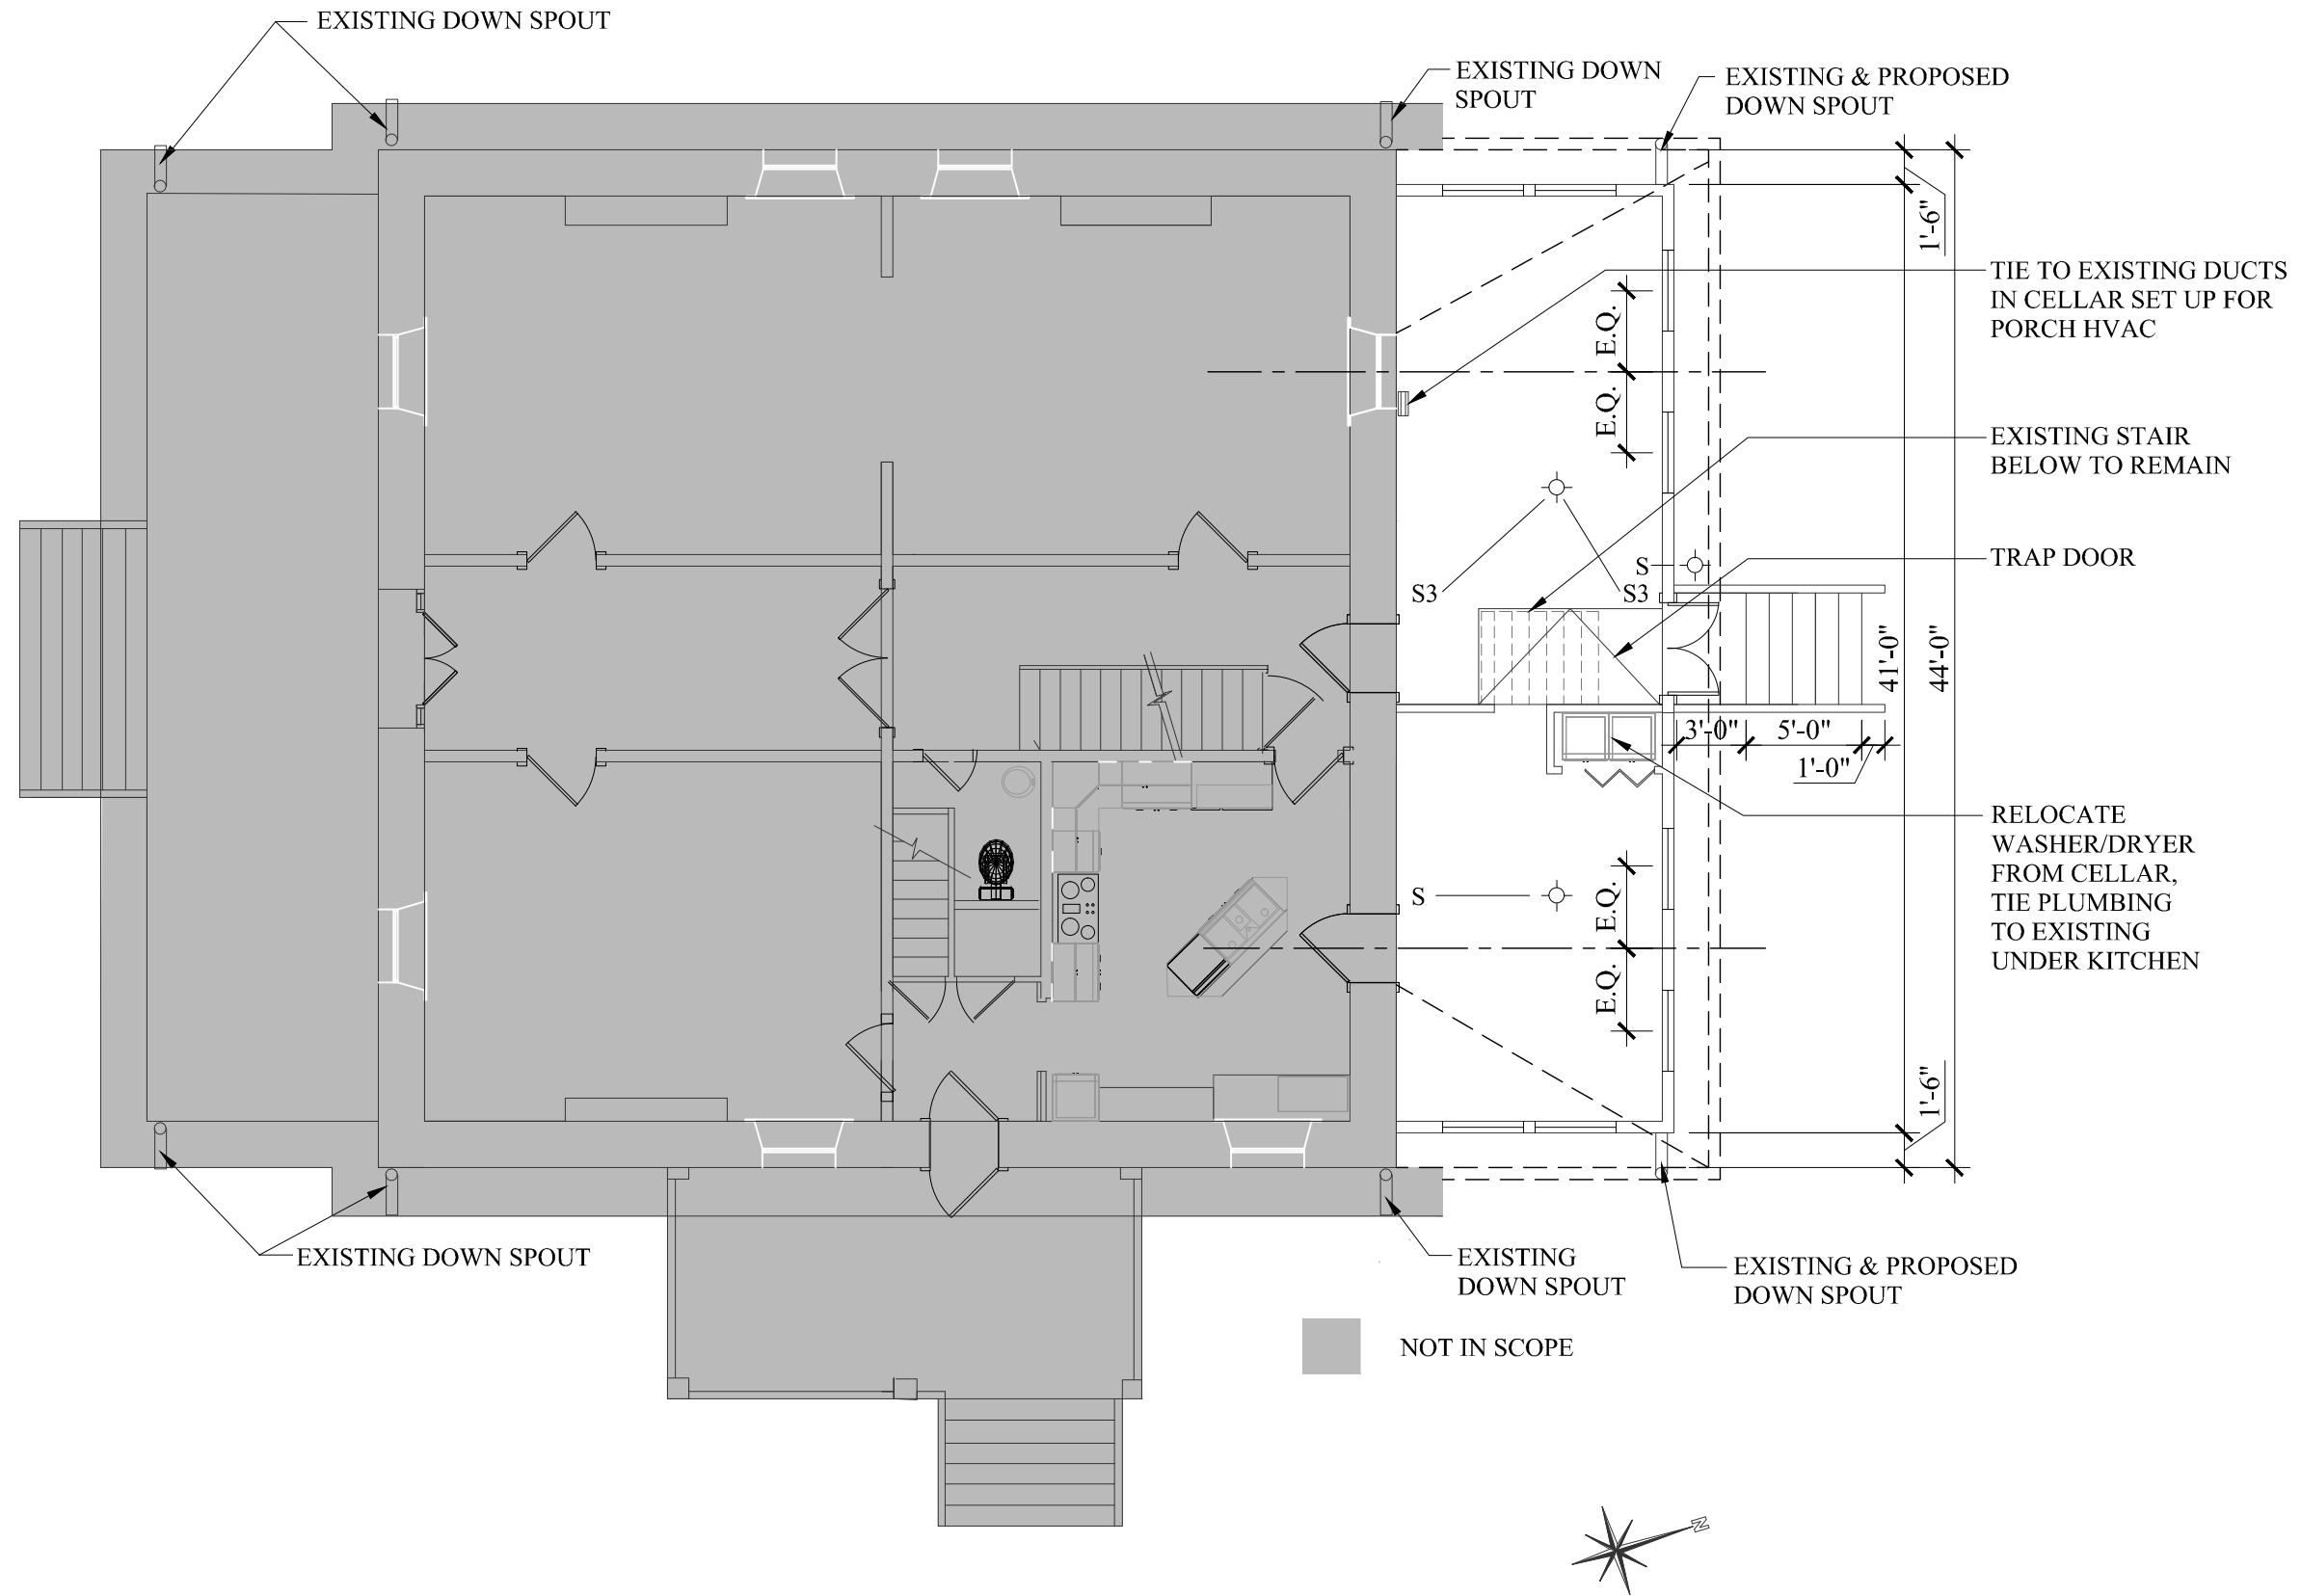 EXISTING DOWN SPOUT
EXISTING DOWN
SPOUT
EXISTING & PROPOSED
DOWN SPOUT
1'-6"
TIE TO EXISTING DUCTS
IN CELLAR SET UP FOR
PORCH HVAC
E.Q.
E.Q.
EXISTING STAIR
BELOW TO REMAIN
TRAP DOOR
S
S3
S3
41'-0"
44'-0"
3'-0"
5'-0"
1'-0"
RELOCATE
WASHER/DRYER
FROM CELLAR,
TIE PLUMBING
TO EXISTING
UNDER KITCHEN
S
E.Q.
E.Q.
1'-6"
EXISTING DOWN SPOUT
EXISTING
DOWN SPOUT
EXISTING & PROPOSED
DOWN SPOUT
NOT IN SCOPE
N